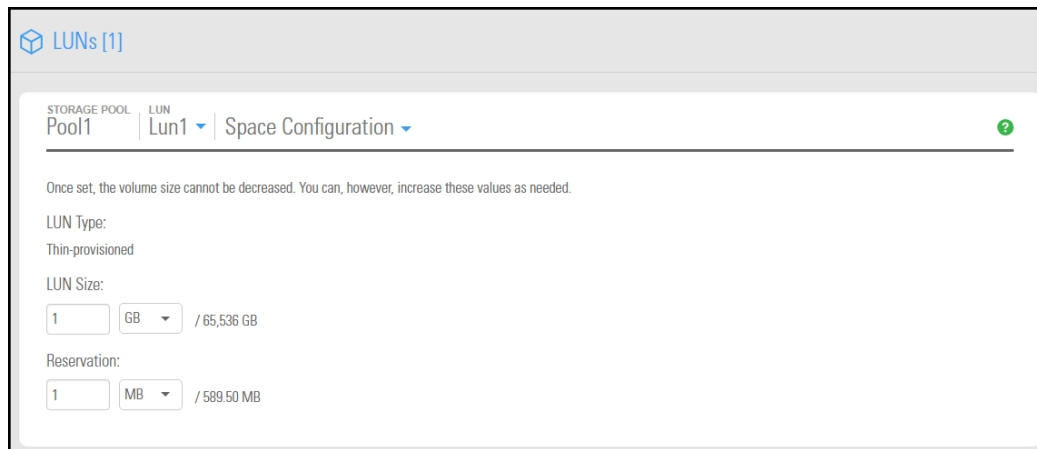 LUNs [1]
STORAGE POOL LUN
Pool1 Lun1 Space Configuration
?
Once set, the volume size cannot be decreased. You can, however, increase these values as needed.
LUN Type:
Thin-provisioned
LUN Size:
1 GB / 65,536 GB
Reservation:
1 MB / 589.50 MB